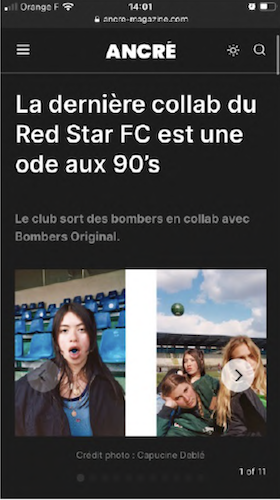 Orange F 14:01
ancre-magazine.com
ANCRÉ
La dernière collab du
Red Star FC est une
ode aux 90's
Le club sort des bombers en collab avec
Bombers Original.
Crédit photo : Capucine Deblé
1 of 11